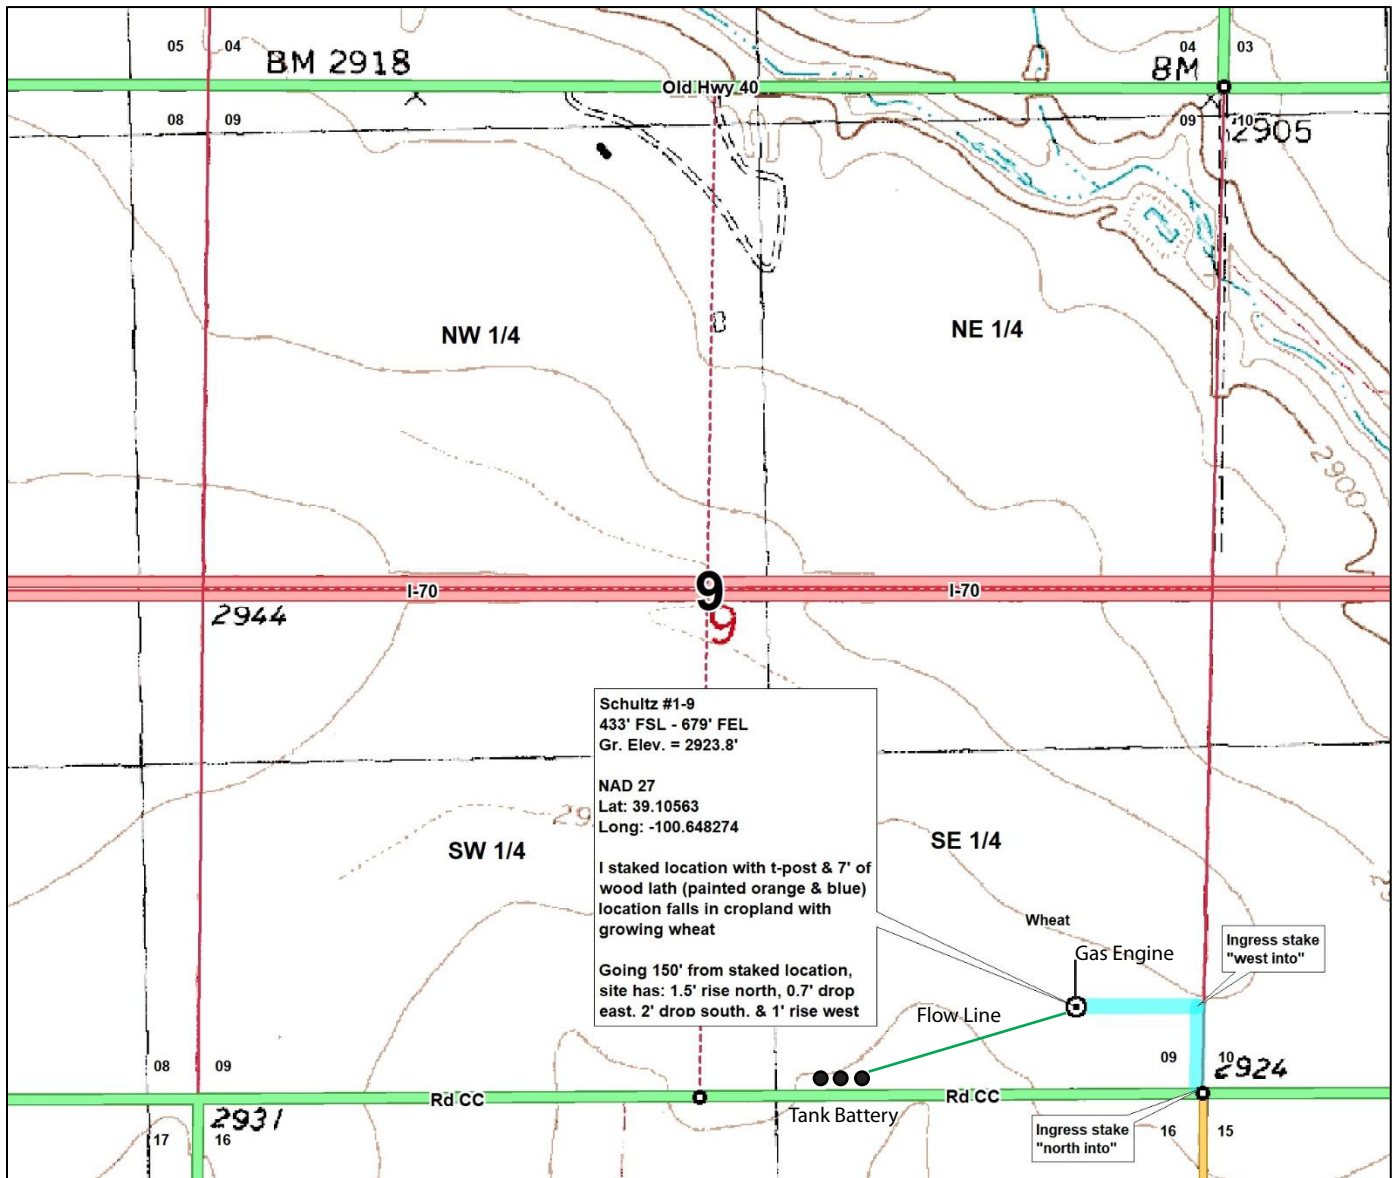 05 04
BM 2918
04 03
BM
Old Hwy 40
08 09
09 10
2905
NW 1/4
NE 1/4
2900
I-70
9
I-70
2944
9
Schultz #1-9
433' FSL - 679' FEL
Gr. Elev. = 2923.8'
NAD 27
Lat: 39.10563
Long: -100.648274
I staked location with t-post & 7' of
wood lath (painted orange & blue)
location falls in cropland with
growing wheat
Going 150' from staked location,
site has: 1.5' rise north, 0.7' drop
east, 2' drop south, & 1' rise west
29
SW 1/4
SE 1/4
Wheat
Gas Engine
Ingress stake
"west into"
Flow Line
08 09
09 10
2924
Rd CC
Rd CC
2931
Tank Battery
17 16
Ingress stake
"north into"
16 15